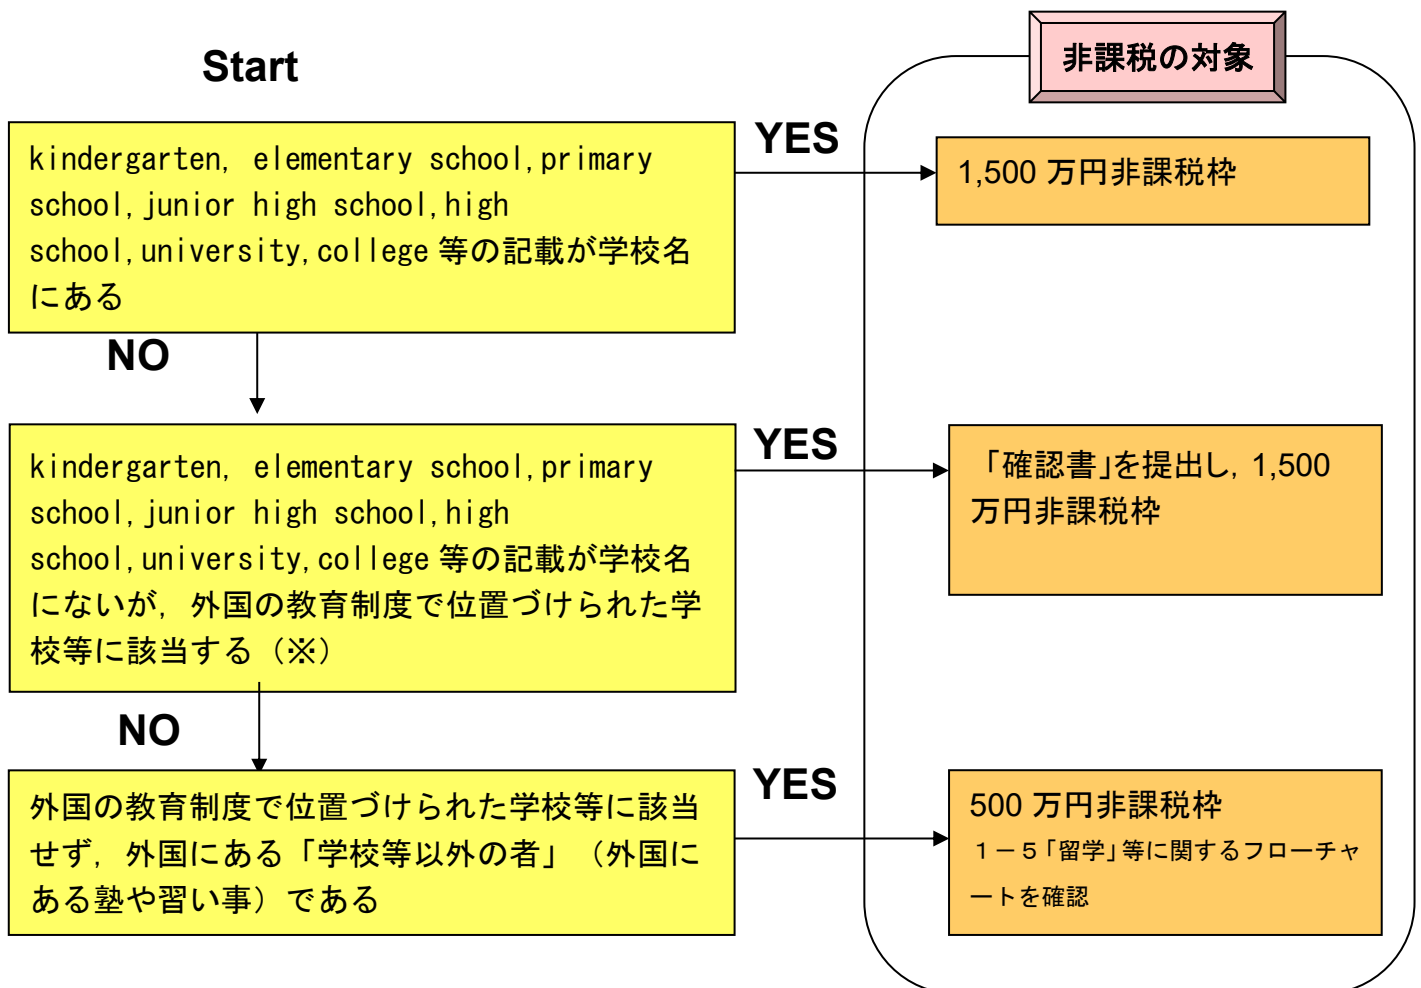 非課税の対象
Start
kindergarten, elementary school,primary
school,junior high school,high
school,university,college 等の記載が学校名
にある
YES
1,500 万円非課税枠
NO
kindergarten, elementary school,primary
school,junior high school,high
school,university,college 等の記載が学校名
にないが，外国の教育制度で位置づけられた学
校等に該当する（※）
YES
「確認書」を提出し，1,500
万円非課税枠
NO
外国の教育制度で位置づけられた学校等に該当
せず，外国にある「学校等以外の者」（外国に
ある塾や習い事）である
YES
500 万円非課税枠
１－５「留学」等に関するフローチャ
ートを確認